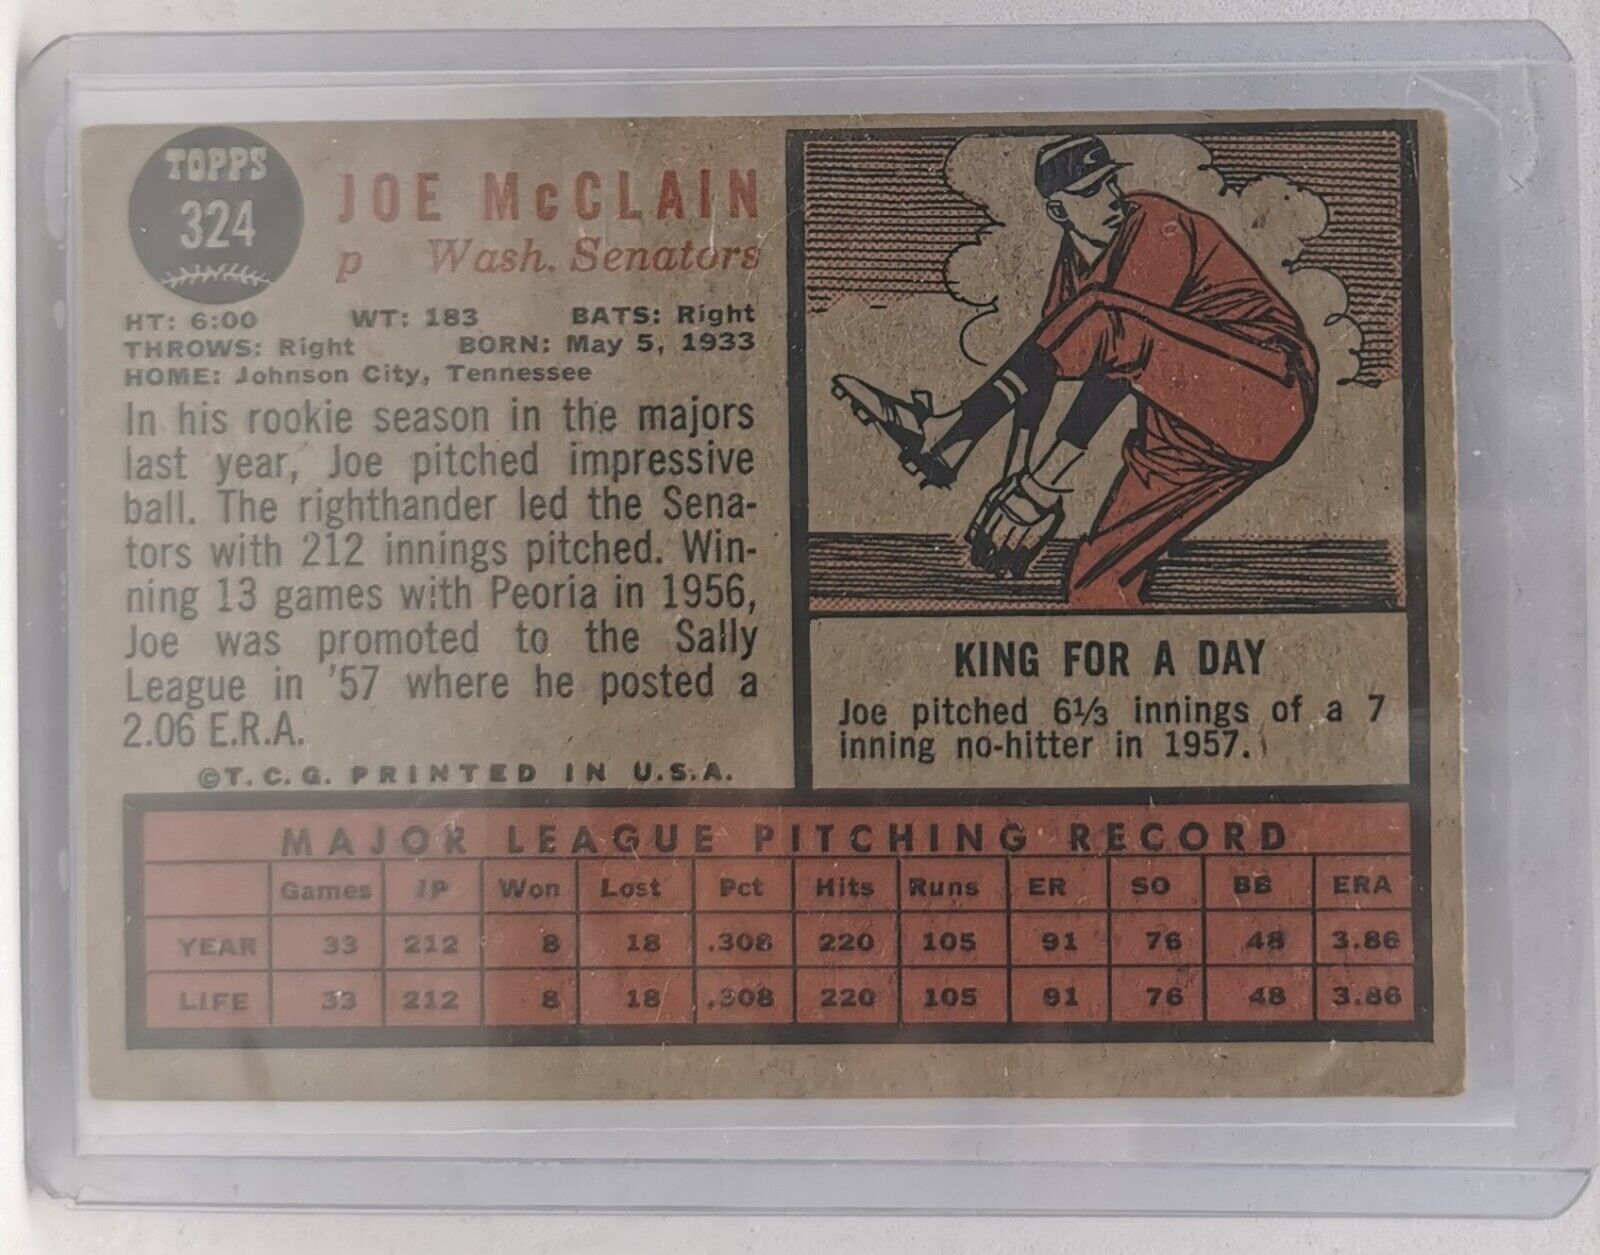 TOPPS
324
JOE McCLAIN
p Wash. Senators
HT: 6:00 WT: 183 BATS: Right
THROWS: Right BORN: May 5, 1933
HOME: Johnson City, Tennessee
In his rookie season in the majors
last year, Joe pitched impressive
ball. The righthander led the Sena-
tors with 212 innings pitched. Win-
ning 13 games with Peoria in 1956,
Joe was promoted to the Sally
League in '57 where he posted a
2.06 E.R.A.
©T.C.G. PRINTED IN U.S.A.
C
KING FOR A DAY
Joe pitched 6⅓ innings of a 7
inning no-hitter in 1957.
MAJOR LEAGUE PITCHING RECORD
Games IP Won Lost Pct Hits Runs ER SO BB ERA
YEAR 33 212 8 18 .308 220 105 91 76 48 3.86
LIFE 33 212 8 18 .308 220 105 91 76 48 3.86